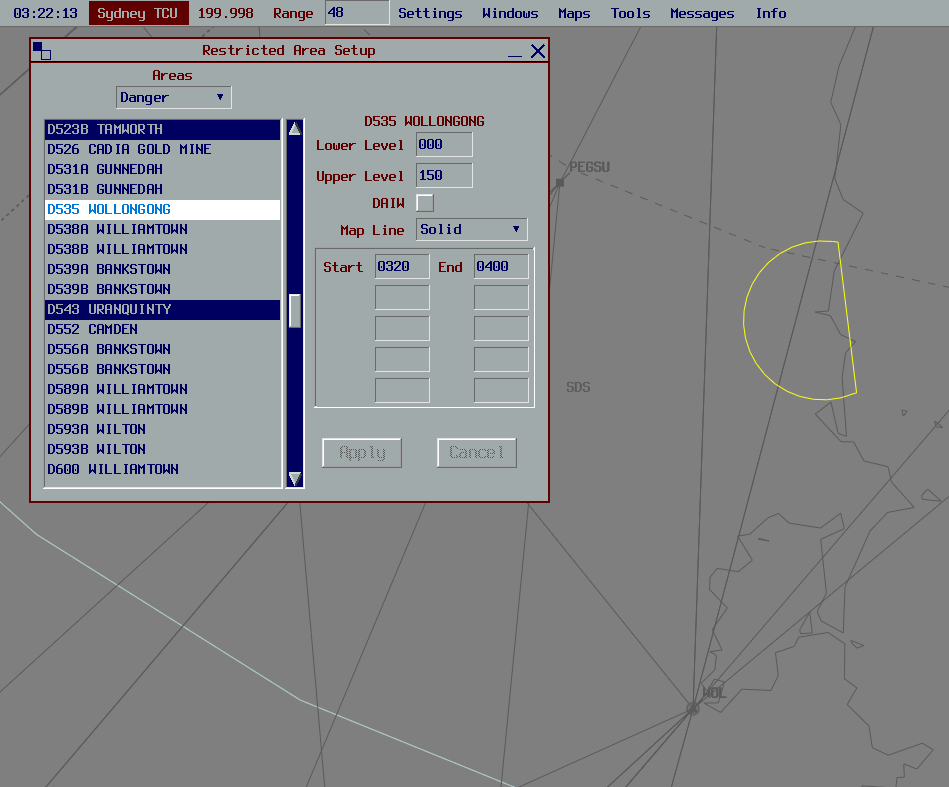 03:22:13 Sydney TCU 199.998 Range 48 Settings Windows Maps Tools Messages Info
Restricted Area Setup
Areas
Danger
D523B TAMWORTH
D526 CADIA GOLD MINE
D531A GUNNEDAH
D531B GUNNEDAH
D535 WOLLONGONG
D538A WILLIAMTOWN
D538B WILLIAMTOWN
D539A BANKSTOWN
D539B BANKSTOWN
D543 URANQUINTY
D552 CAMDEN
D556A BANKSTOWN
D556B BANKSTOWN
D589A WILLIAMTOWN
D589B WILLIAMTOWN
D593A WILTON
D593B WILTON
D600 WILLIAMTOWN
D535 WOLLONGONG
Lower Level 000
Upper Level 150
DAIW
Map Line Solid
Start 0320 End 0400
Apply Cancel
PEGSU
SDS
WOL